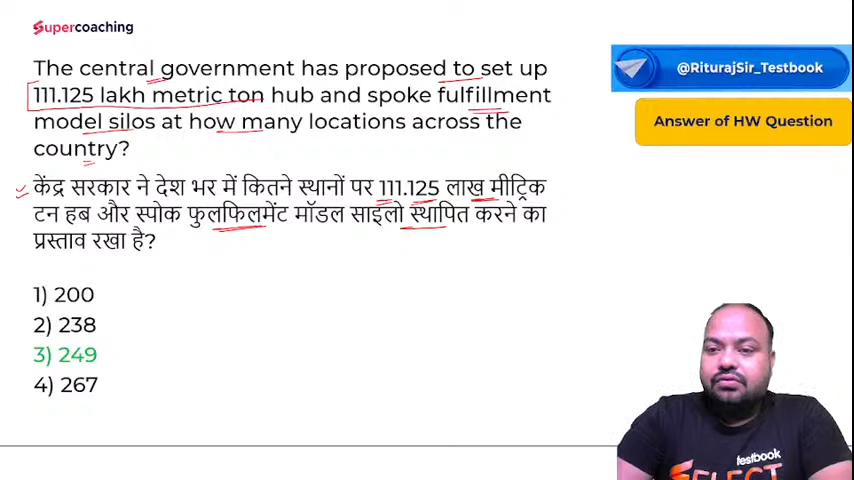 Supercoaching
The central government has proposed to set up
111.125 lakh metric ton hub and spoke fulfillment
model silos at how many locations across the
country?
केंद्र सरकार ने देश भर में कितने स्थानों पर 111.125 लाख मीट्रिक
टन हब और स्पोक फुलफिलमेंट मॉडल साइलो स्थापित करने का
प्रस्ताव रखा है?
1) 200
2) 238
3) 249
4) 267
@RiturajSir_Testbook
Answer of HW Question
testbook
SELECT